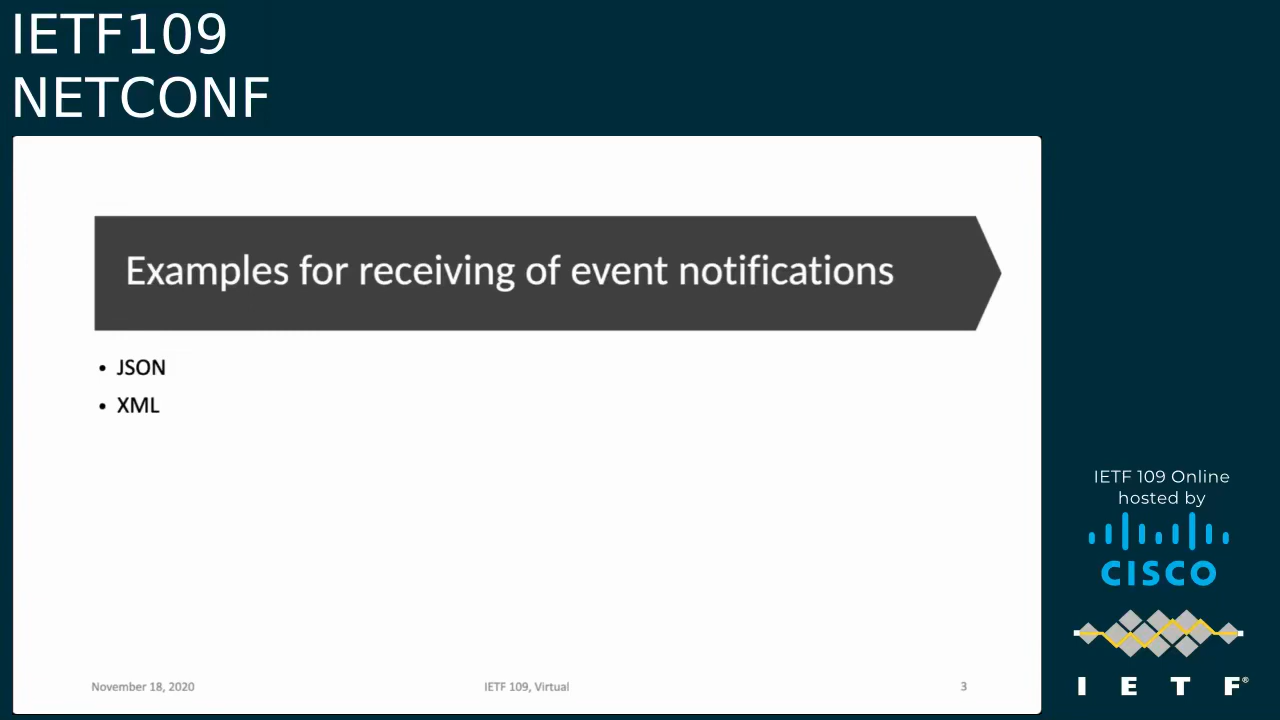 IETF109
NETCONF
Examples for receiving of event notifications
• JSON
• XML
November 18, 2020
IETF 109, Virtual
3
IETF 109 Online
hosted by
CISCO
I E T F®